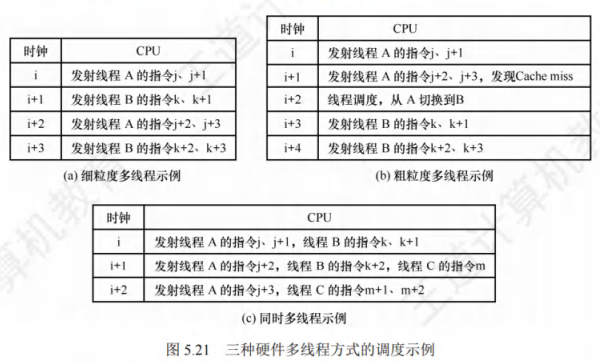 时钟 CPU
i 发射线程 A 的指令j、j+1
i+1 发射线程 B 的指令k、k+1
i+2 发射线程 A 的指令j+2、j+3
i+3 发射线程 B 的指令k+2、k+3
(a) 细粒度多线程示例
时钟 CPU
i 发射线程 A 的指令j、j+1
i+1 发射线程 A 的指令j+2、j+3，发现Cache miss
i+2 线程调度，从 A 切换到B
i+3 发射线程 B 的指令k、k+1
i+4 发射线程 B 的指令k+2、k+3
(b) 粗粒度多线程示例
时钟 CPU
i 发射线程 A 的指令j、j+1，线程 B 的指令k、k+1
i+1 发射线程 A 的指令j+2，线程 B 的指令k+2，线程 C 的指令m
i+2 发射线程 A 的指令j+3，线程 C 的指令m+1、m+2
(c) 同时多线程示例
图 5.21 三种硬件多线程方式的调度示例